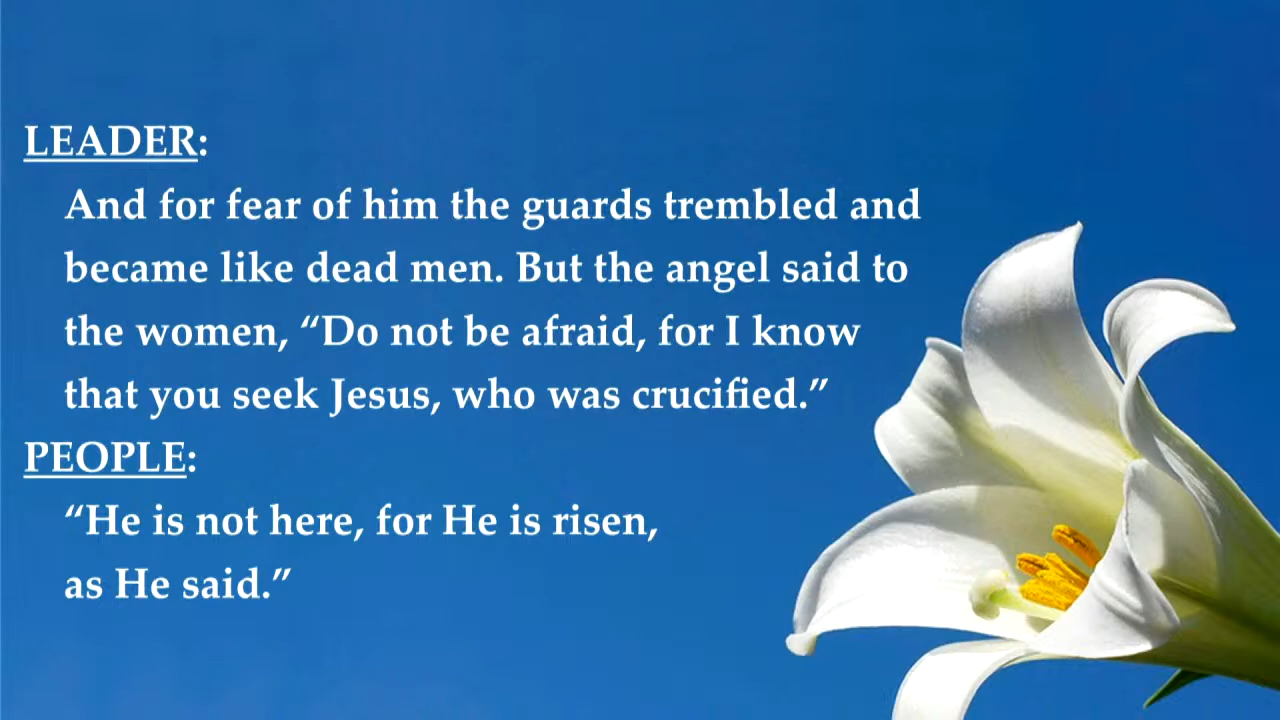 LEADER:
And for fear of him the guards trembled and
became like dead men. But the angel said to
the women, “Do not be afraid, for I know
that you seek Jesus, who was crucified.”
PEOPLE:
“He is not here, for He is risen,
as He said.”